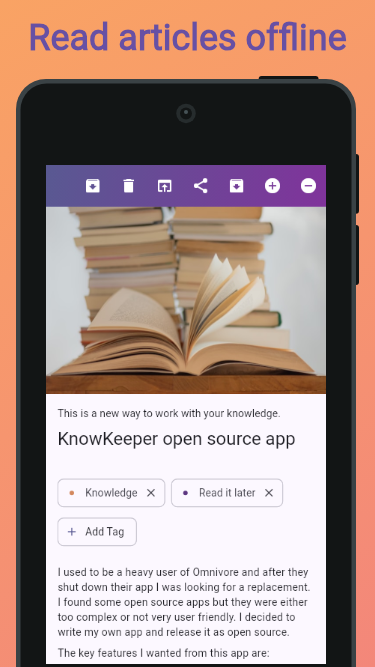 Read articles offline
This is a new way to work with your knowledge.
KnowKeeper open source app
Knowledge
Read it later
Add Tag
I used to be a heavy user of Omnivore and after they
shut down their app I was looking for a replacement.
I found some open source apps but they were either
too complex or not very user friendly. I decided to
write my own app and release it as open source.
The key features I wanted from this app are: